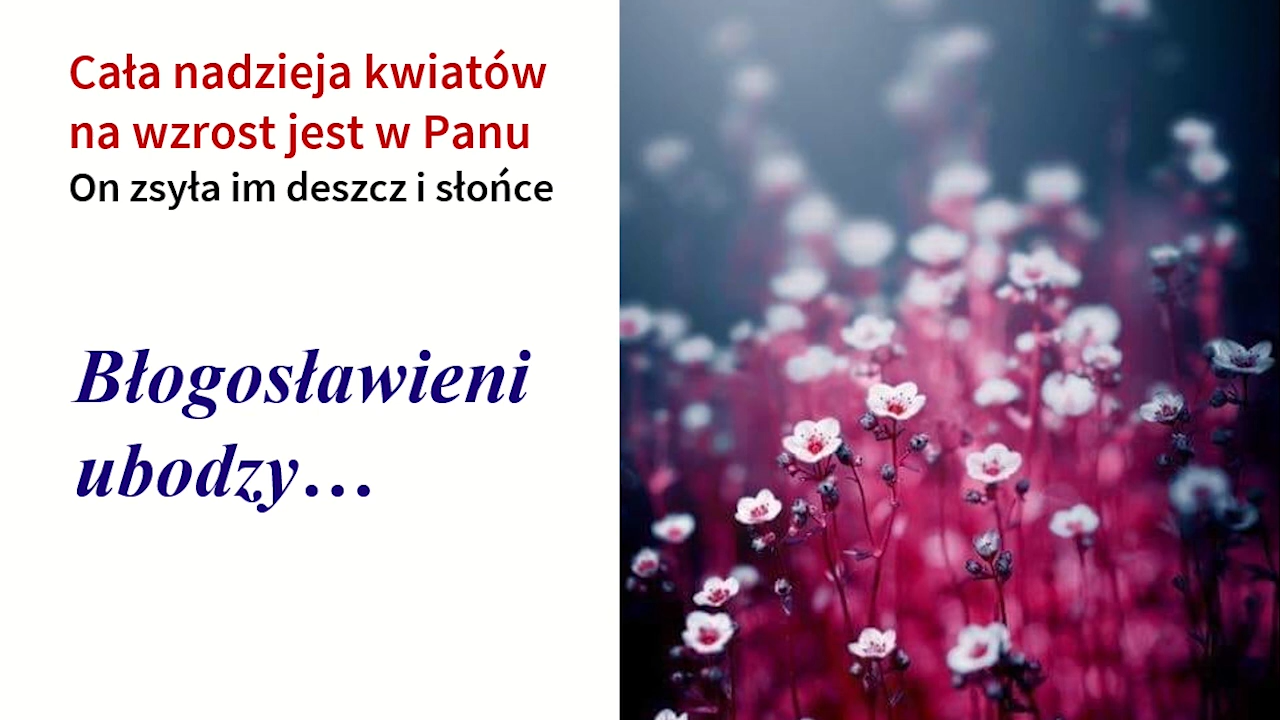 Cała nadzieja kwiatów
na wzrost jest w Panu
On zsyła im deszcz i słońce
Błogosławieni
ubodzy…